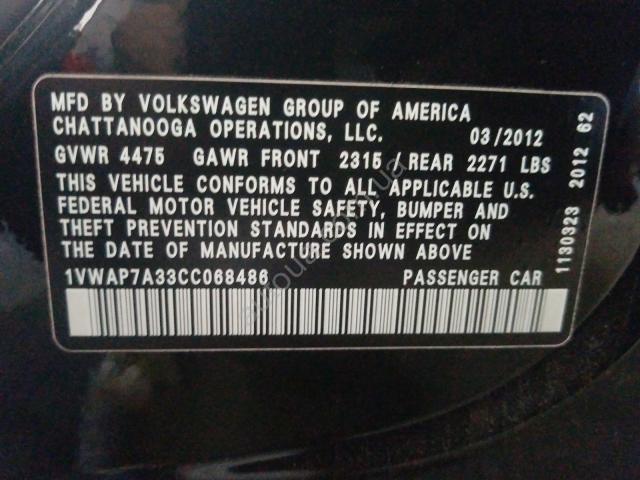 MFD BY VOLKSWAGEN GROUP OF AMERICA
CHATTANOOGA OPERATIONS, LLC. 03/2012
GVWR 4475 GAWR FRONT 2315/REAR 2271 LBS
THIS VEHICLE CONFORMS TO ALL APPLICABLE U.S.
FEDERAL MOTOR VEHICLE SAFETY, BUMPER AND
THEFT PREVENTION STANDARDS IN EFFECT ON
THE DATE OF MANUFACTURE SHOWN ABOVE.
1VWAP7A33CC068486 PASSENGER CAR
1130323 2012 62